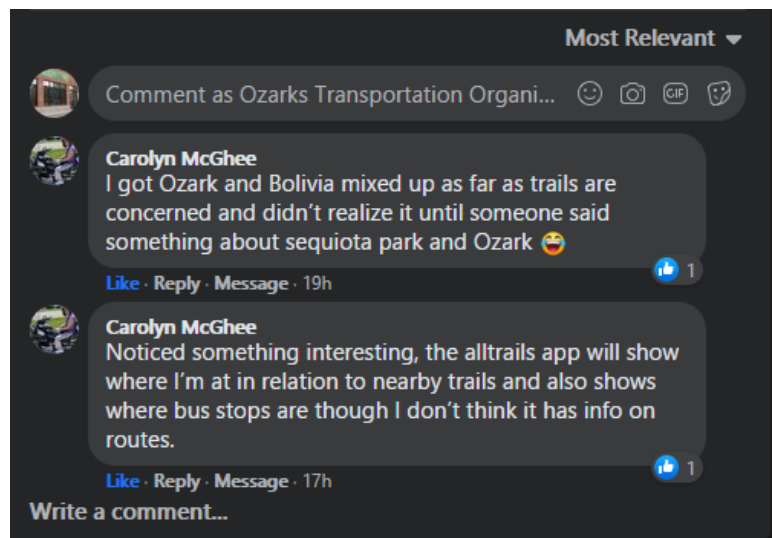 Most Relevant
Comment as Ozarks Transportation Organi...
GIF
Carolyn McGhee
I got Ozark and Bolivia mixed up as far as trails are
concerned and didn't realize it until someone said
something about sequiota park and Ozark 😂
1
Like · Reply · Message · 19h
Carolyn McGhee
Noticed something interesting, the alltrails app will show
where I'm at in relation to nearby trails and also shows
where bus stops are though I don't think it has info on
routes.
1
Like · Reply · Message · 17h
Write a comment...